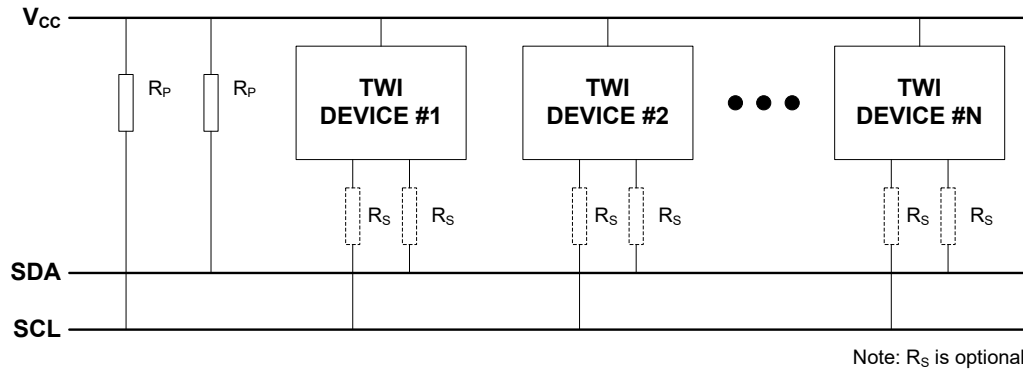 VCC
RP RP
TWI DEVICE #1
TWI DEVICE #2
TWI DEVICE #N
RS RS RS RS RS RS
SDA
SCL
Note: RS is optional